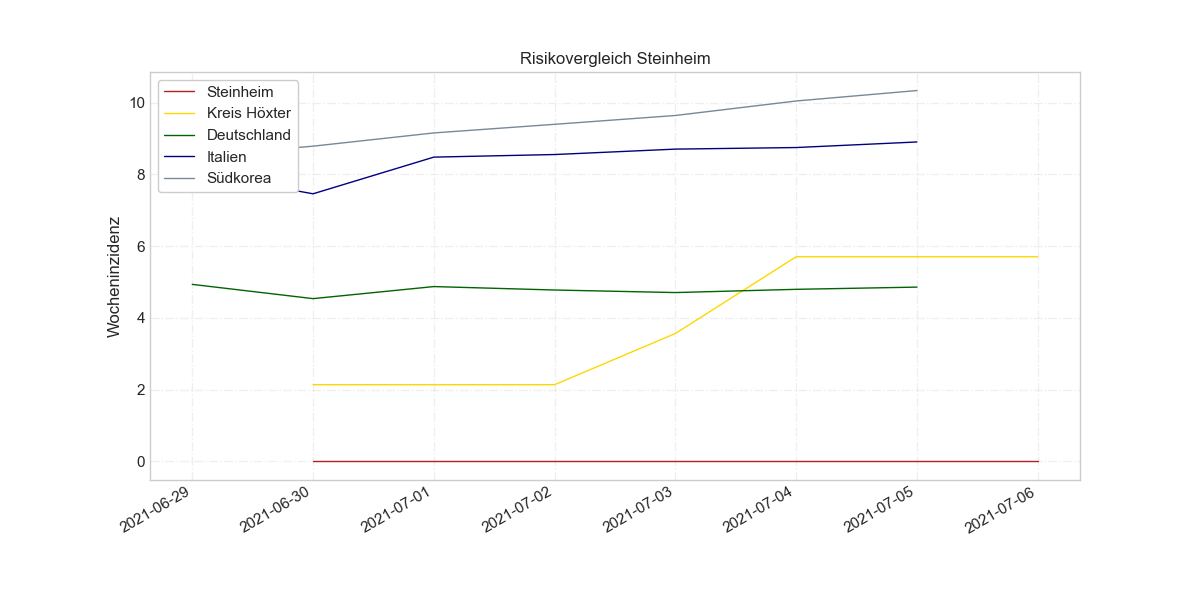 Risikovergleich Steinheim
Steinheim
Kreis Höxter
Deutschland
Italien
Südkorea
Wocheninzidenz
10
8
6
4
2
0
2021-06-29
2021-06-30
2021-07-01
2021-07-02
2021-07-03
2021-07-04
2021-07-05
2021-07-06